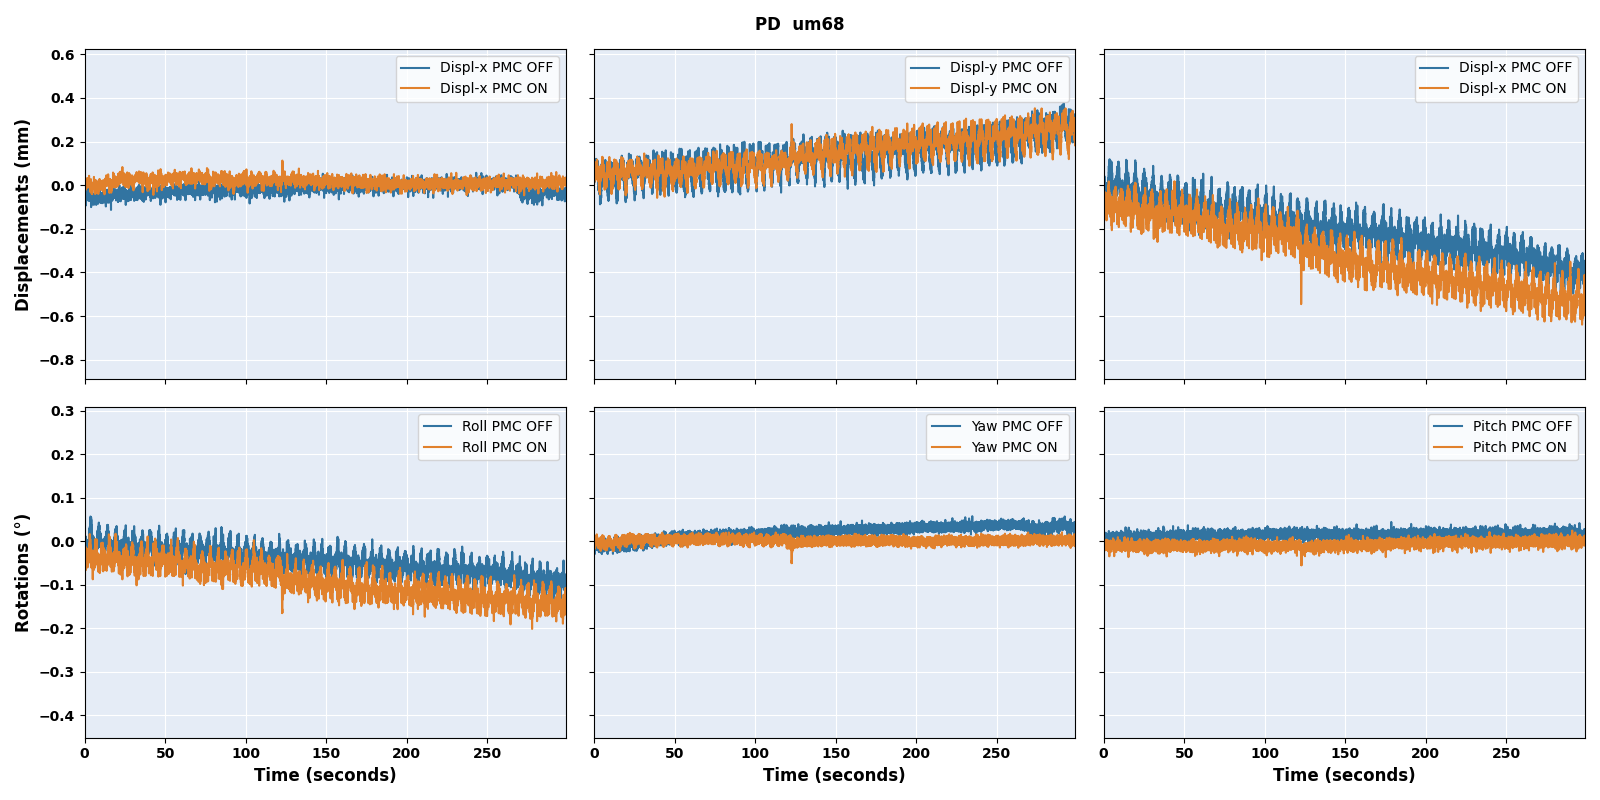 PD um68
Displacements (mm)
0.6
0.4
0.2
0.0
−0.2
−0.4
−0.6
−0.8
Displ-x PMC OFF
Displ-x PMC ON
Displ-y PMC OFF
Displ-y PMC ON
Displ-x PMC OFF
Displ-x PMC ON
Rotations (°)
0.3
0.2
0.1
0.0
−0.1
−0.2
−0.3
−0.4
Roll PMC OFF
Roll PMC ON
Yaw PMC OFF
Yaw PMC ON
Pitch PMC OFF
Pitch PMC ON
0 50 100 150 200 250
0 50 100 150 200 250
0 50 100 150 200 250
Time (seconds)
Time (seconds)
Time (seconds)